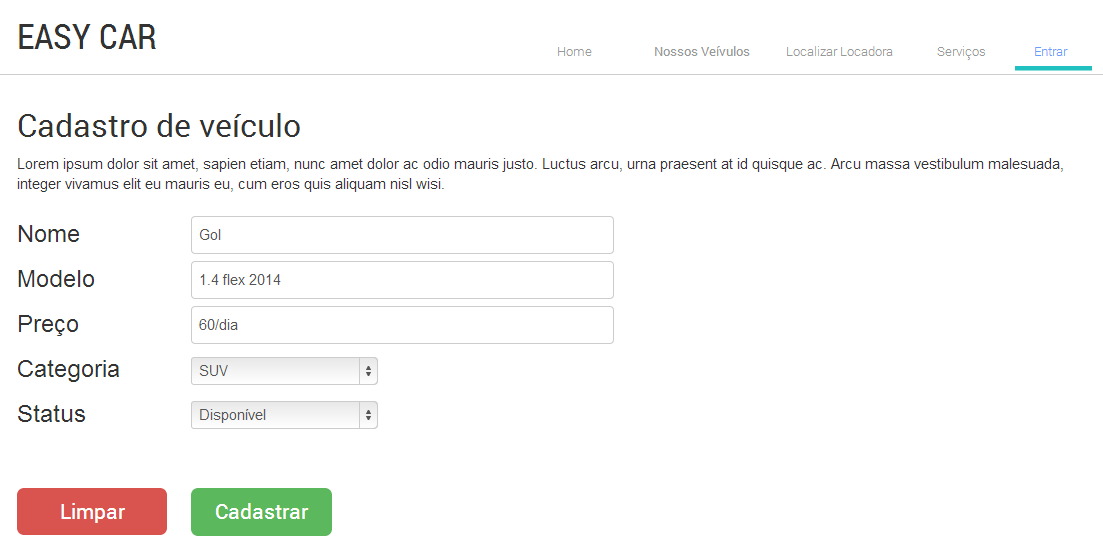 EASY CAR
Home Nossos Veívulos Localizar Locadora Serviços Entrar
Cadastro de veículo
Lorem ipsum dolor sit amet, sapien etiam, nunc amet dolor ac odio mauris justo. Luctus arcu, urna praesent at id quisque ac. Arcu massa vestibulum malesuada,
integer vivamus elit eu mauris eu, cum eros quis aliquam nisl wisi.
Nome Gol
Modelo 1.4 flex 2014
Preço 60/dia
Categoria SUV
Status Disponível
Limpar Cadastrar